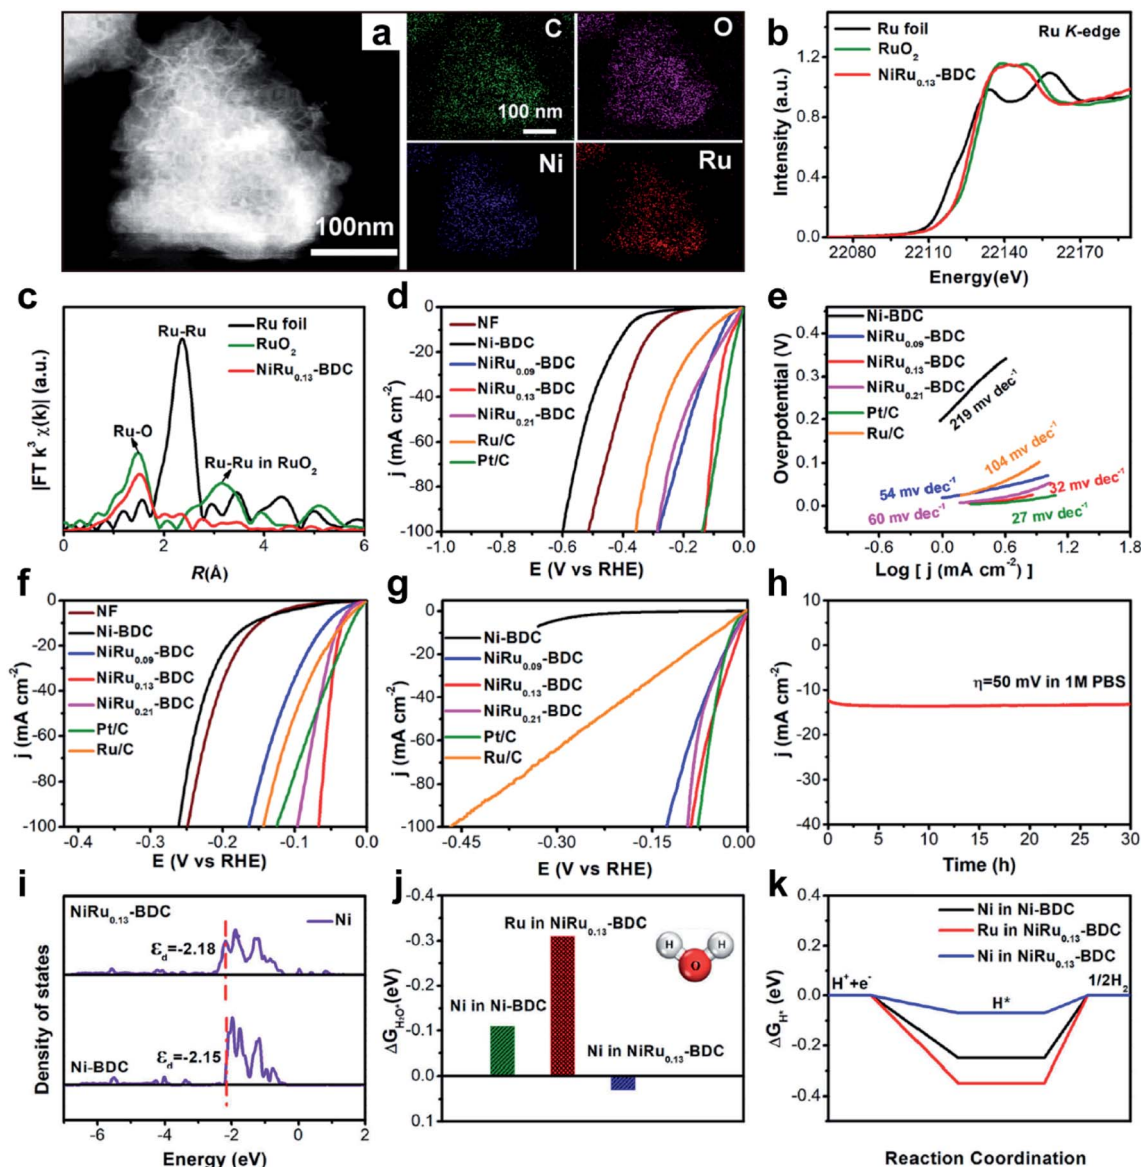 a
100nm
C
100 nm
O
Ni
Ru
b
Ru foil
RuO₂
NiRu₀.₁₃-BDC
Ru K-edge
Intensity (a.u.)
1.2
0.8
0.4
0.0
22080 22110 22140 22170
Energy(eV)
c
Ru-Ru
Ru foil
RuO₂
NiRu₀.₁₃-BDC
Ru-O
Ru-Ru in RuO₂
|FT k³ χ(k)| (a.u.)
0 2 4 6
R(Å)
d
NF
Ni-BDC
NiRu₀.₀₉-BDC
NiRu₀.₁₃-BDC
NiRu₀.₂₁-BDC
Ru/C
Pt/C
j (mA cm⁻²)
0
-20
-40
-60
-80
-100
-1.0 -0.8 -0.6 -0.4 -0.2 0.0
E (V vs RHE)
e
Ni-BDC
NiRu₀.₀₉-BDC
NiRu₀.₁₃-BDC
NiRu₀.₂₁-BDC
Pt/C
Ru/C
219 mv dec⁻¹
104 mv dec⁻¹
54 mv dec⁻¹
32 mv dec⁻¹
60 mv dec⁻¹
27 mv dec⁻¹
Overpotential (V)
0.4
0.3
0.2
0.1
0.0
-0.6 0.0 0.6 1.2 1.8
Log [ j (mA cm⁻²) ]
f
NF
Ni-BDC
NiRu₀.₀₉-BDC
NiRu₀.₁₃-BDC
NiRu₀.₂₁-BDC
Pt/C
Ru/C
j (mA cm⁻²)
0
-20
-40
-60
-80
-100
-0.4 -0.3 -0.2 -0.1 0.0
E (V vs RHE)
g
Ni-BDC
NiRu₀.₀₉-BDC
NiRu₀.₁₃-BDC
NiRu₀.₂₁-BDC
Pt/C
Ru/C
j (mA cm⁻²)
0
-20
-40
-60
-80
-100
-0.45 -0.30 -0.15 0.00
E (V vs RHE)
h
η=50 mV in 1M PBS
j (mA cm⁻²)
20
10
0
-10
-20
-30
-40
0 5 10 15 20 25 30
Time (h)
i
NiRu₀.₁₃-BDC
Ni
Ɛd=-2.18
Ɛd=-2.15
Ni-BDC
Density of states
-6 -4 -2 0 2
Energy (eV)
j
Ru in NiRu₀.₁₃-BDC
H H
O
Ni in Ni-BDC
Ni in NiRu₀.₁₃-BDC
ΔG_H₂O* (eV)
-0.4
-0.3
-0.2
-0.1
0.0
0.1
k
Ni in Ni-BDC
Ru in NiRu₀.₁₃-BDC
Ni in NiRu₀.₁₃-BDC
H⁺+e⁻
H*
1/2H₂
ΔG_H* (eV)
0.4
0.2
0.0
-0.2
-0.4
Reaction Coordination